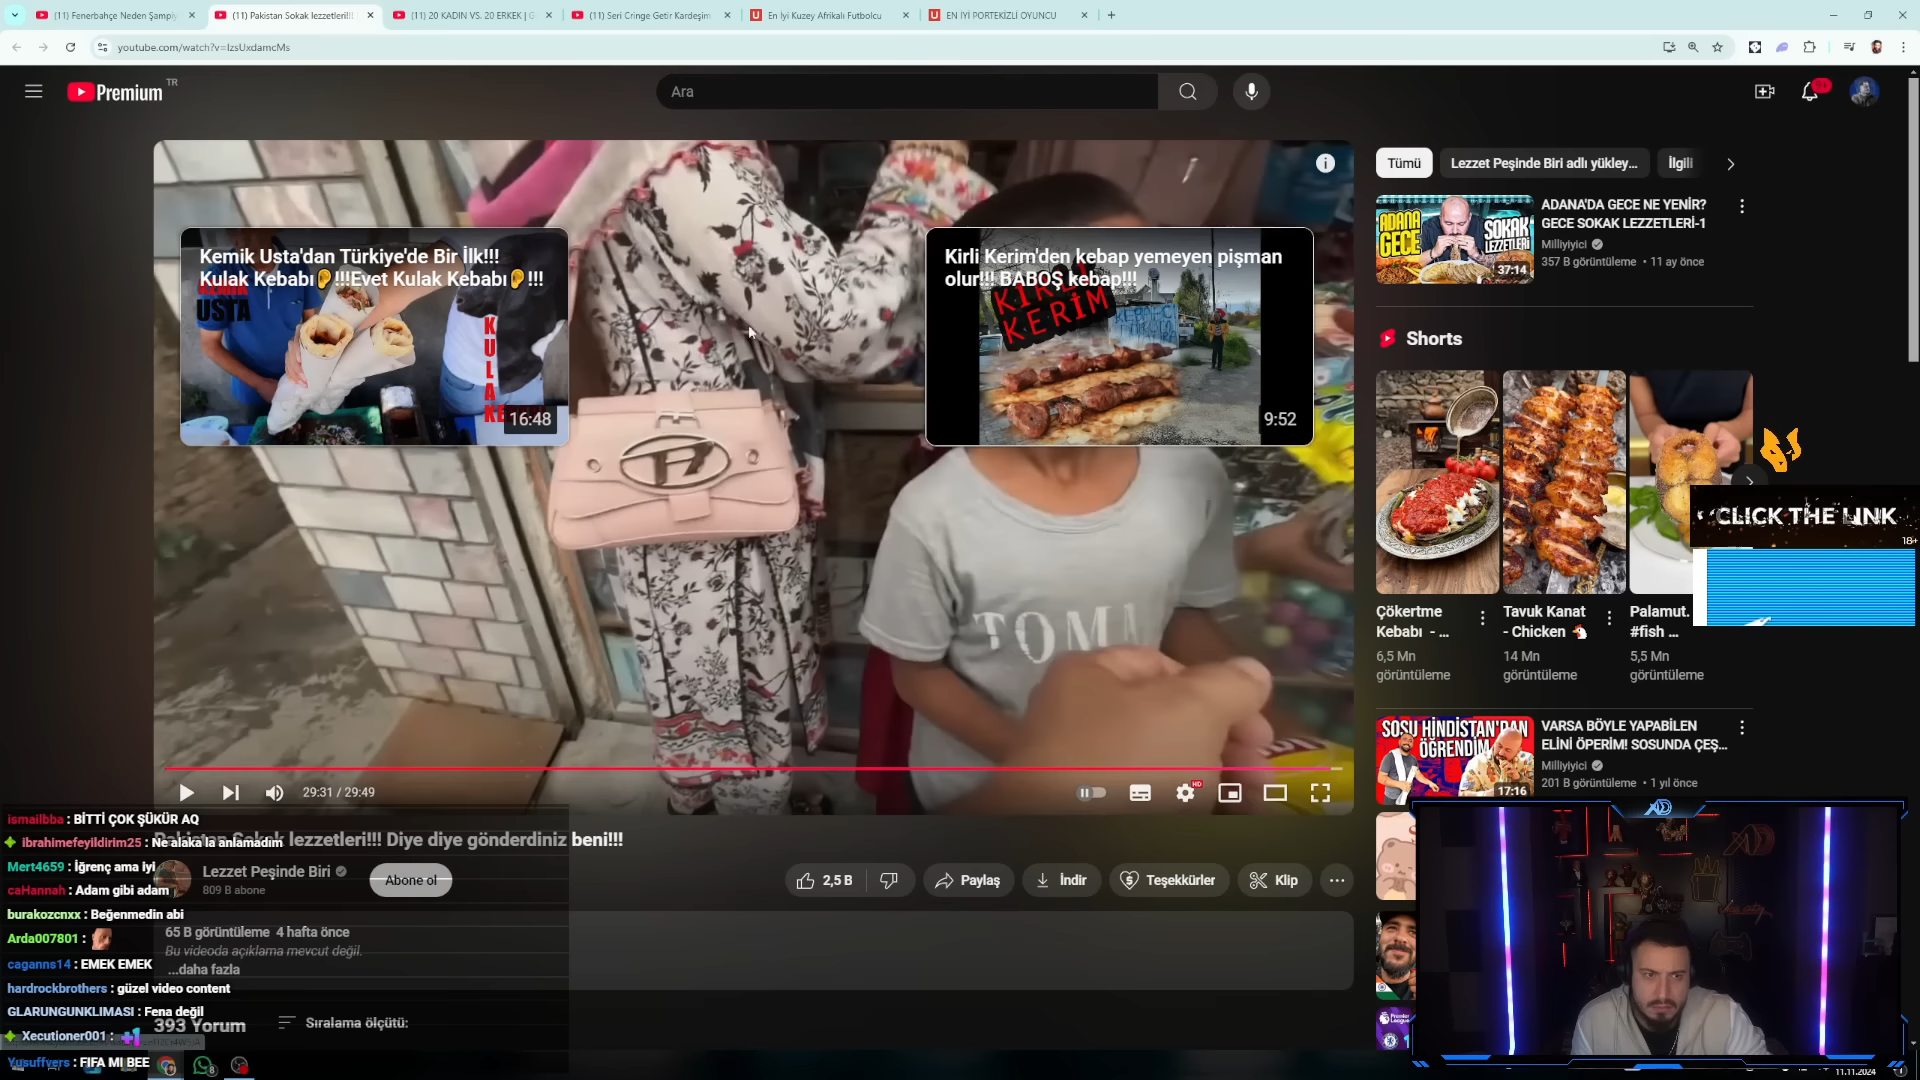 (11) Fenerbahçe Neden Şampiy
(11) Pakistan Sokak lezzetleri!!!
(11) 20 KADIN VS. 20 ERKEK | G
(11) Seri Cringe Getir Kardeşim
En İyi Kuzey Afrikalı Futbolcu
EN İYİ PORTEKİZLİ OYUNCU
youtube.com/watch?v=IzsUxdamcMs
Premium TR
Ara
Kemik Usta'dan Türkiye'de Bir İlk!!!
Kulak Kebabı👂!!!Evet Kulak Kebabı👂!!!
USTA
KULAK
16:48
Kirli Kerim'den kebap yemeyen pişman
olur!!! BABOŞ kebap!!!
KİRLİ
KERİM
9:52
TOMM
29:31 / 29:49
HD
Pakistan Sokak lezzetleri!!! Diye diye gönderdiniz beni!!!
Lezzet Peşinde Biri
809 B abone
Abone ol
2,5 B
Paylaş
İndir
Teşekkürler
Klip
65 B görüntüleme 4 hafta önce
Bu videoda açıklama mevcut değil.
...daha fazla
393 Yorum
Sıralama ölçütü:
ismailbba : BİTTİ ÇOK ŞÜKÜR AQ
ibrahimefeyildirim25 : Ne alaka la anlamadım
Mert4659 : İğrenç ama iyi
caHannah : Adam gibi adam
burakozcnxx : Beğenmedin abi
Arda007801 :
caganns14 : EMEK EMEK
hardrockbrothers : güzel video content
GLARUNGUNKLIMASI : Fena değil
Xecutioner001 : +1
Yusuffvers : FIFA MI BEE
Tümü
Lezzet Peşinde Biri adlı yükley...
İlgili
ADANA GECE
SOKAK LEZZETLERİ
37:14
ADANA'DA GECE NE YENİR?
GECE SOKAK LEZZETLERİ-1
Milliyiyici
357 B görüntüleme • 11 ay önce
Shorts
Çökertme
Kebabı - ...
6,5 Mn
görüntüleme
Tavuk Kanat
- Chicken 🐔
14 Mn
görüntüleme
Palamut.
#fish ...
5,5 Mn
görüntüleme
CLICK THE LINK
18+
SOSU HİNDİSTAN'DAN
ÖĞRENDİM
17:16
VARSA BÖYLE YAPABİLEN
ELİNİ ÖPERİM! SOSUNDA ÇEŞ...
Milliyiyici
201 B görüntüleme • 1 yıl önce
11.11.2024